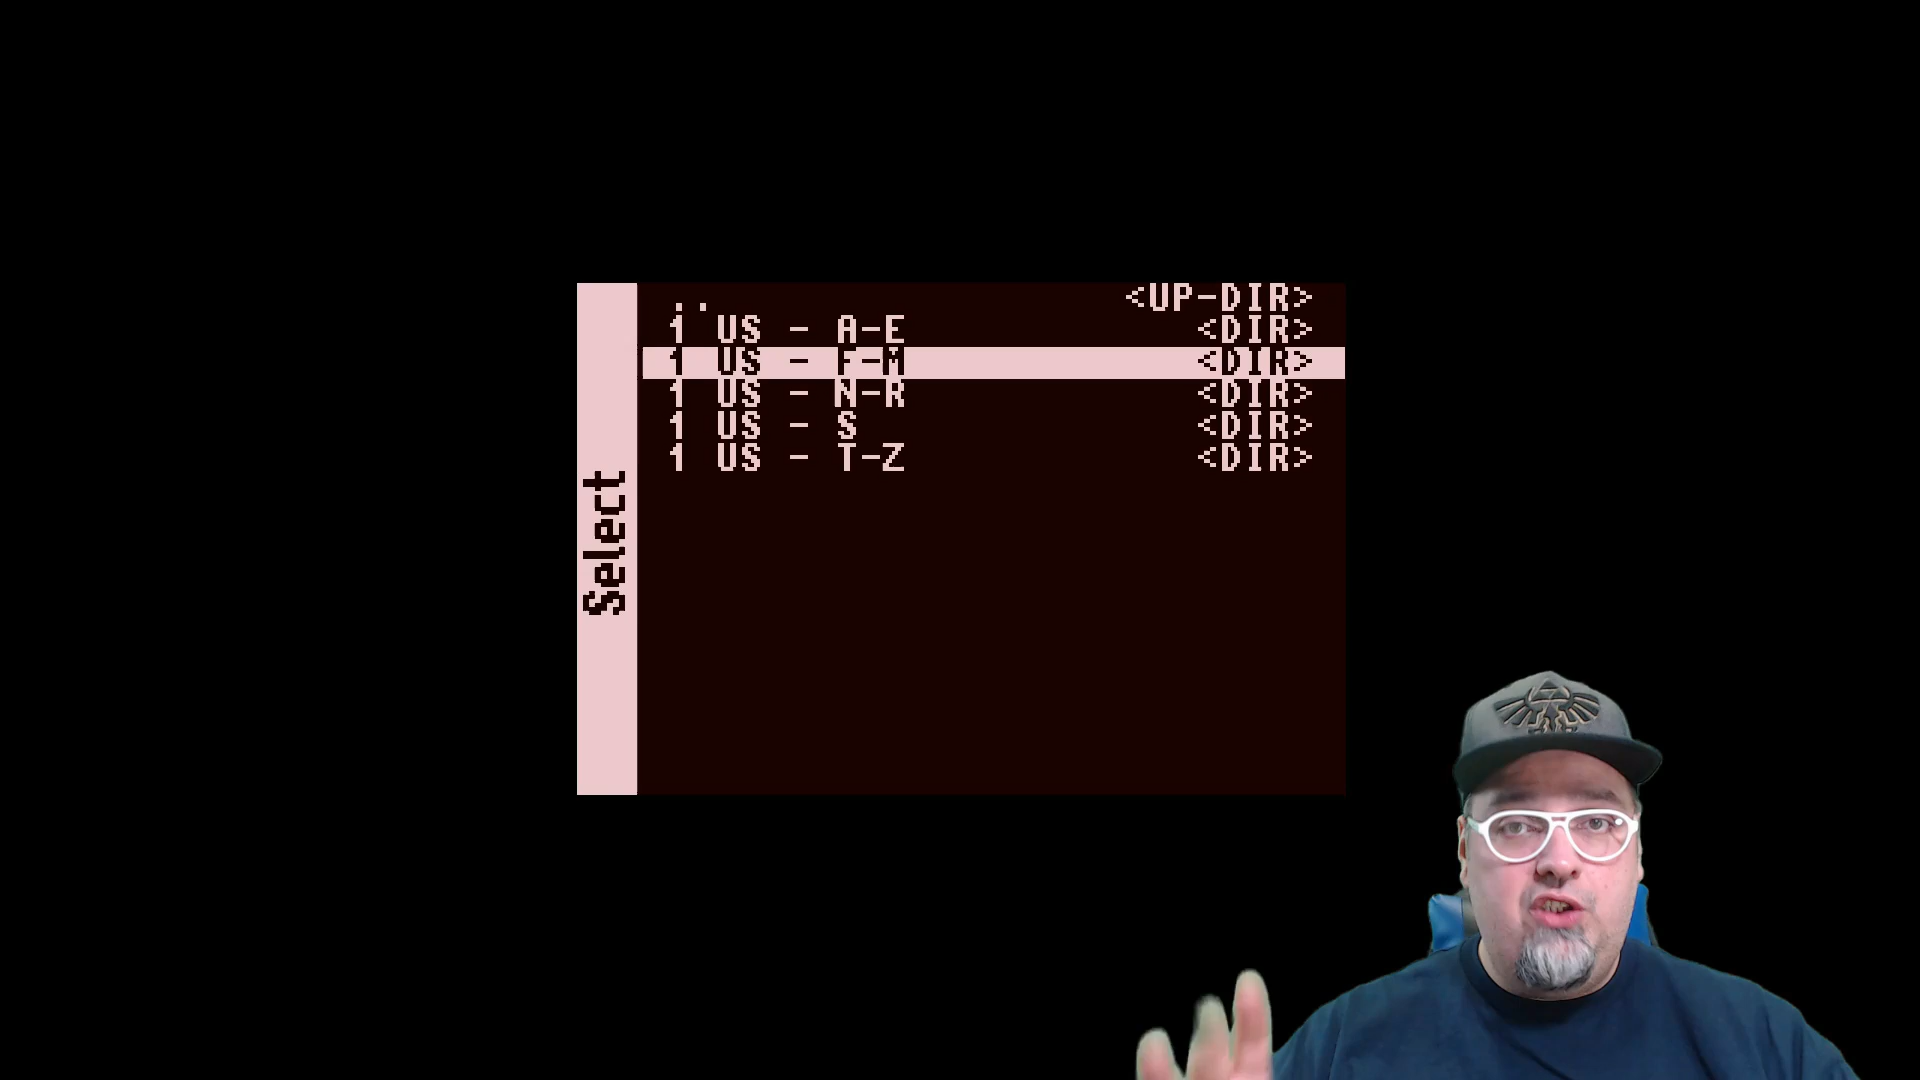 Select
.. <UP-DIR>
1 US - A-E <DIR>
1 US - F-M <DIR>
1 US - N-R <DIR>
1 US - S <DIR>
1 US - T-Z <DIR>